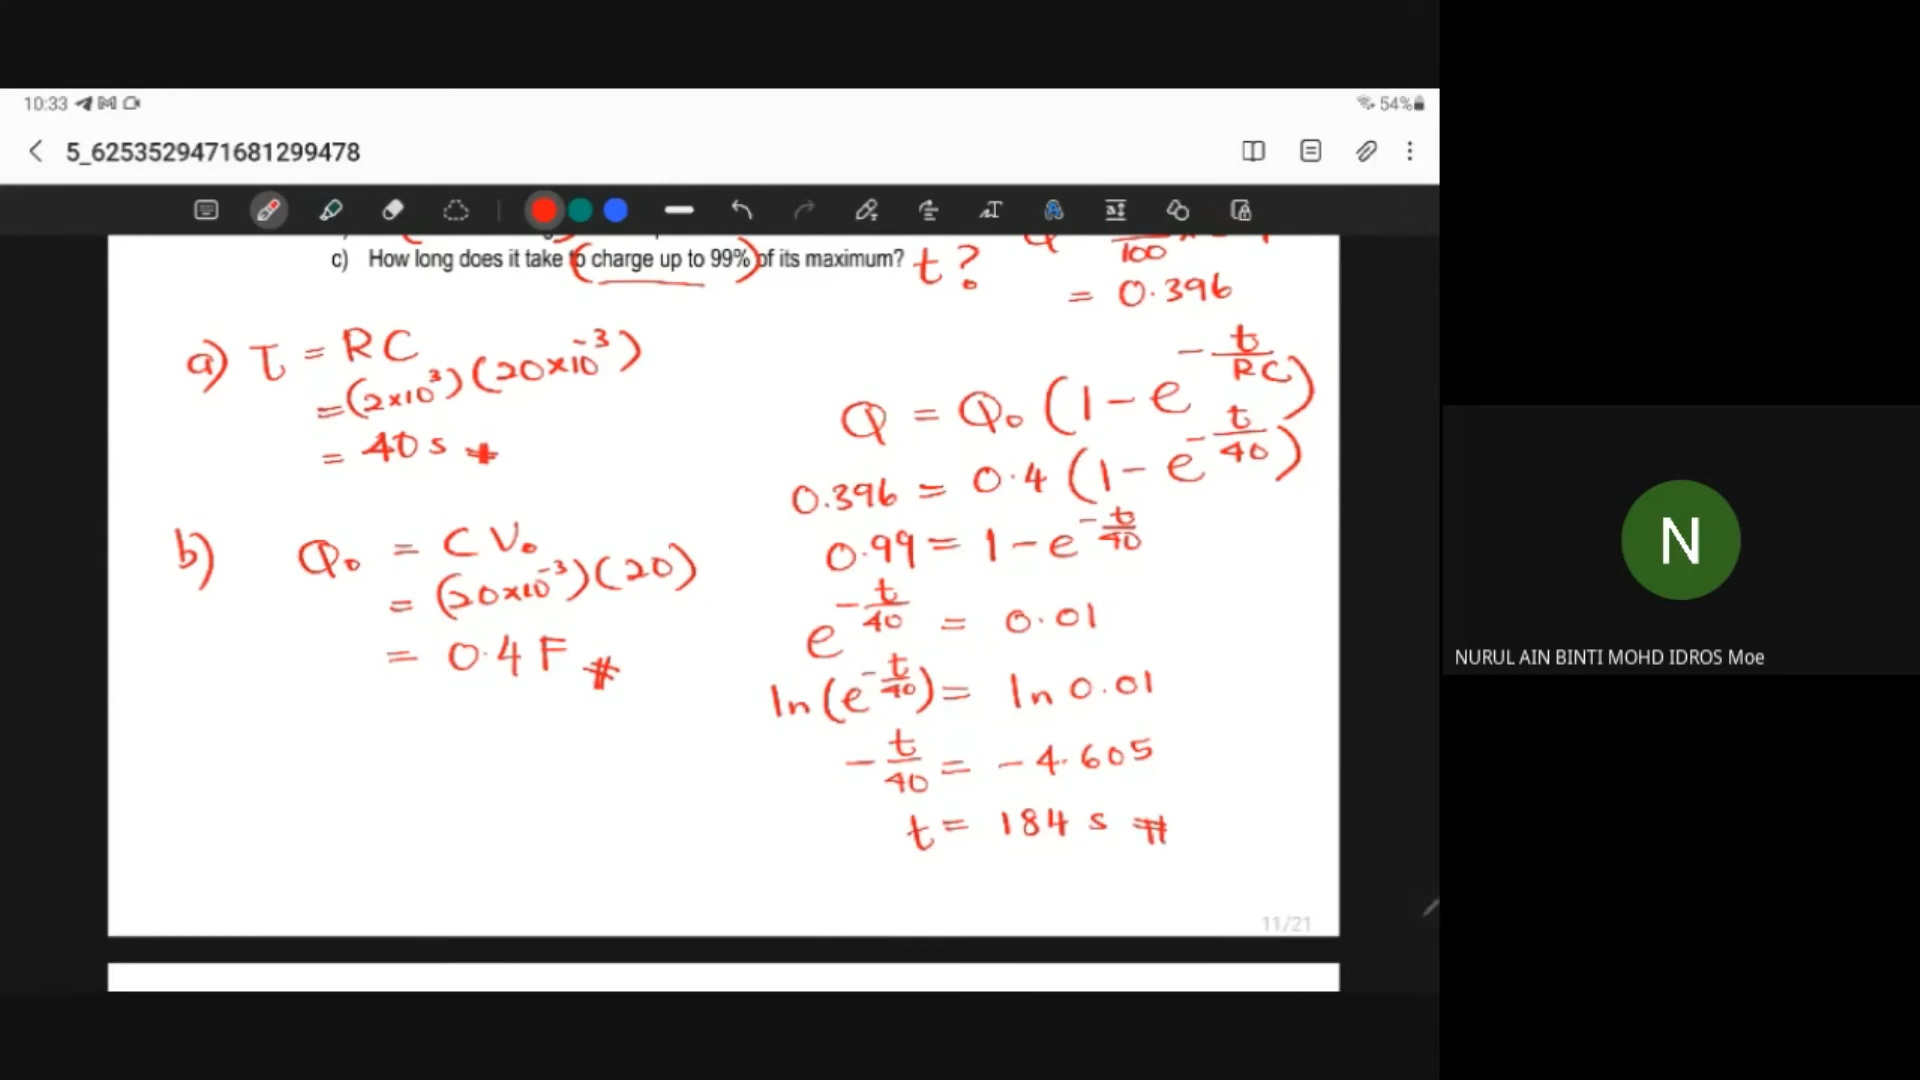 10:33
54%
5_6253529471681299478
c) How long does it take to charge up to 99% of its maximum? t?
100
= 0.396
a) τ = RC
= (2×10³)(20×10⁻³)
= 40 s #
b) Q₀ = CV₀
= (20×10⁻³)(20)
= 0.4 F #
Q = Q₀ (1 - e^(-t/RC))
0.396 = 0.4 (1 - e^(-t/40))
0.99 = 1 - e^(-t/40)
e^(-t/40) = 0.01
ln (e^(-t/40)) = ln 0.01
-t/40 = -4.605
t = 184 s #
11/21
N
NURUL AIN BINTI MOHD IDROS Moe